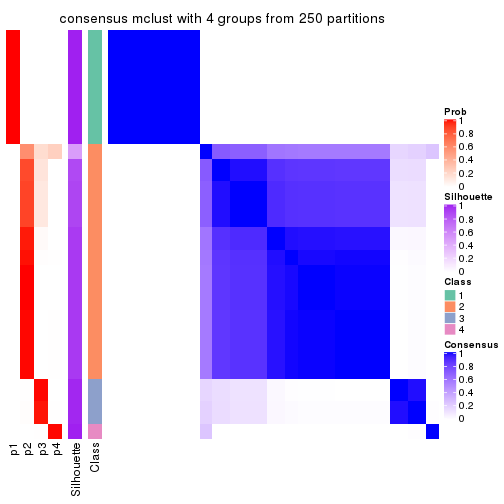 consensus mclust with 4 groups from 250 partitions
Prob
1
0.8
0.6
0.4
0.2
0
Silhouette
1
0.8
0.6
0.4
0.2
0
Class
1
2
3
4
Consensus
1
0.8
0.6
0.4
0.2
0
p1
p2
p3
p4
Silhouette
Class